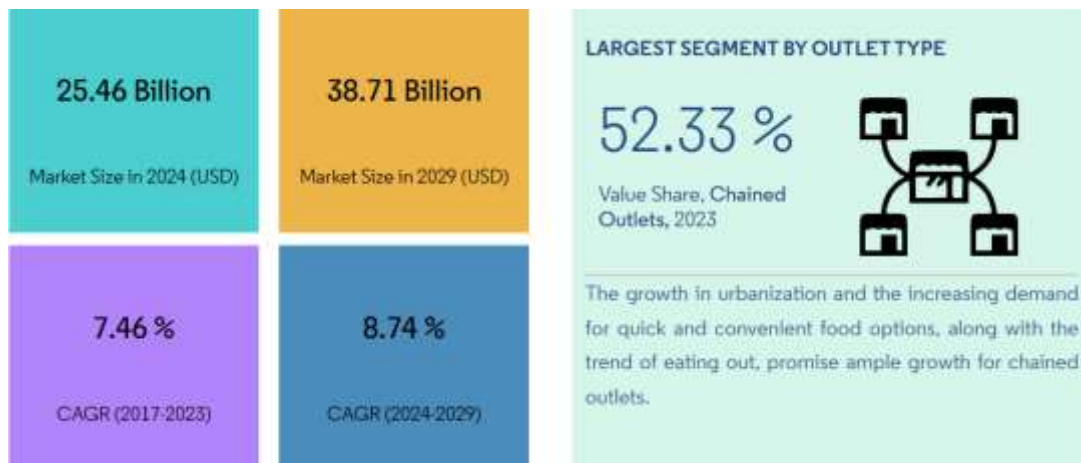 25.46 Billion
Market Size in 2024 (USD)
38.71 Billion
Market Size in 2029 (USD)
7.46 %
CAGR (2017-2023)
8.74 %
CAGR (2024-2029)
LARGEST SEGMENT BY OUTLET TYPE
52.33 %
Value Share, Chained
Outlets, 2023
The growth in urbanization and the increasing demand
for quick and convenient food options, along with the
trend of eating out, promise ample growth for chained
outlets.